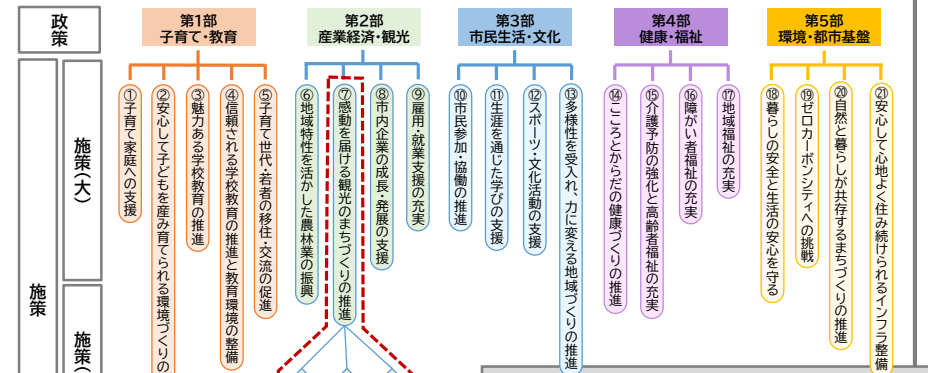 政策
第1部
子育て・教育
第2部
産業経済・観光
第3部
市民生活・文化
第4部
健康・福祉
第5部
環境・都市基盤
施策
施策(大)
①子育て家庭への支援
②安心して子どもを産み育てられる環境づくりの
③魅力ある学校教育の推進
④信頼される学校教育の推進と教育環境の整備
⑤子育て世代・若者の移住・交流の促進
⑥地域特性を活かした農林業の振興
⑦感動を届ける観光のまちづくりの推進
⑧市内企業の成長・発展の支援
⑨雇用・就業支援の充実
⑩市民参加・協働の推進
⑪生涯を通じた学びの支援
⑫スポーツ・文化活動の支援
⑬多様性を受入れ、力に変える地域づくりの推進
⑭こころとからだの健康づくりの推進
⑮介護予防の強化と高齢者福祉の充実
⑯障がい者福祉の充実
⑰地域福祉の充実
⑱暮らしの安全と生活の安心を守る
⑲ゼロカーボンシティへの挑戦
⑳自然と暮らしが共存するまちづくりの推進
㉑安心して心地よく住み続けられるインフラ整備
施策(